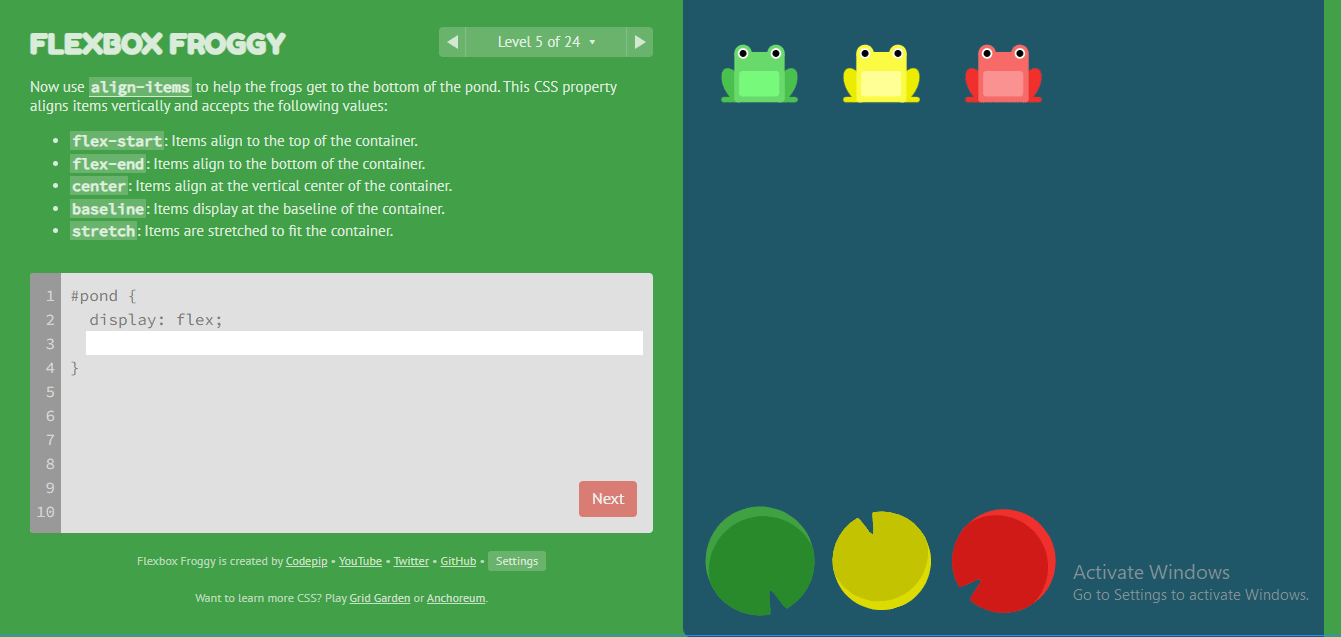 FLEXBOX FROGGY
Level 5 of 24
Now use align-items to help the frogs get to the bottom of the pond. This CSS property
aligns items vertically and accepts the following values:
• flex-start: Items align to the top of the container.
• flex-end: Items align to the bottom of the container.
• center: Items align at the vertical center of the container.
• baseline: Items display at the baseline of the container.
• stretch: Items are stretched to fit the container.
1 #pond {
2 display: flex;
3
4 }
5
6
7
8
9
10
Next
Flexbox Froggy is created by Codepip • YouTube • Twitter • GitHub • Settings
Want to learn more CSS? Play Grid Garden or Anchoreum.
Activate Windows
Go to Settings to activate Windows.